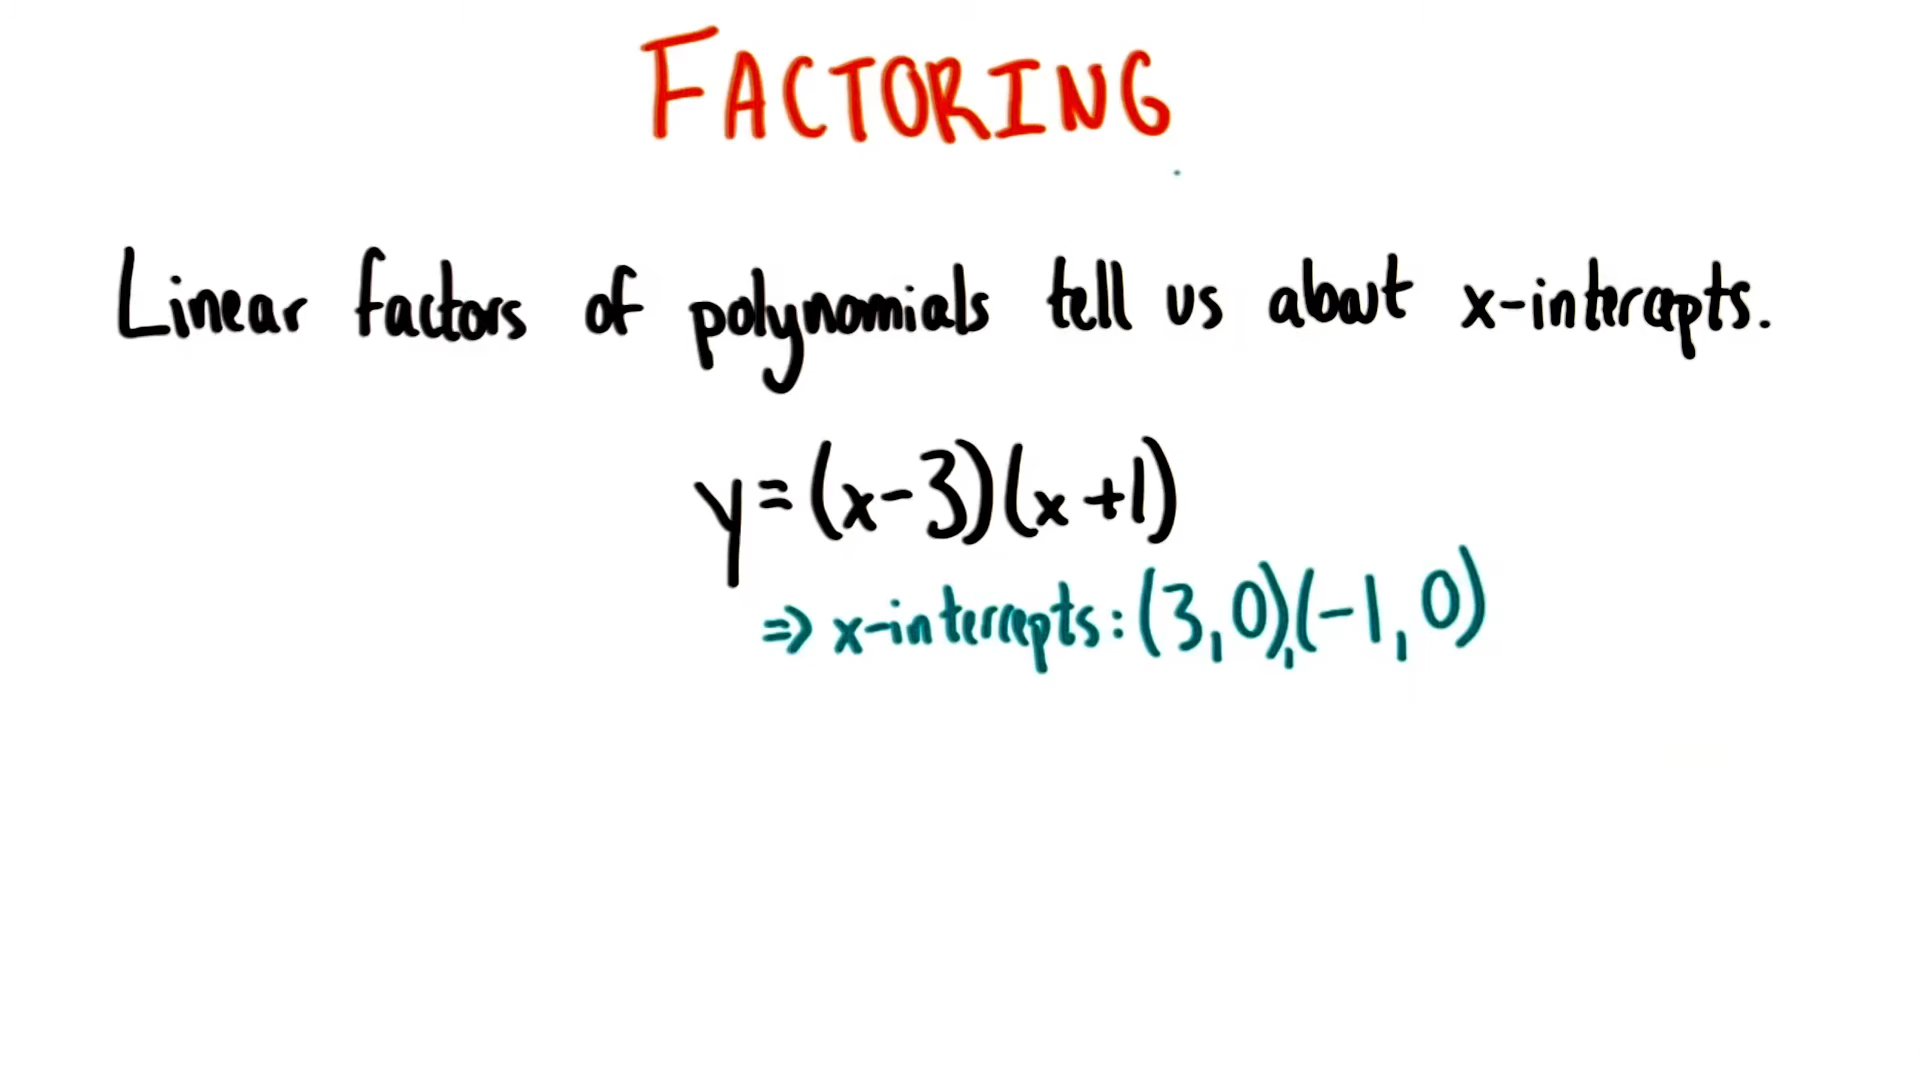 FACTORING
Linear factors of polynomials tell us about x-intercepts.
y=(x-3)(x+1)
⇒ x-intercepts: (3,0),(-1,0)